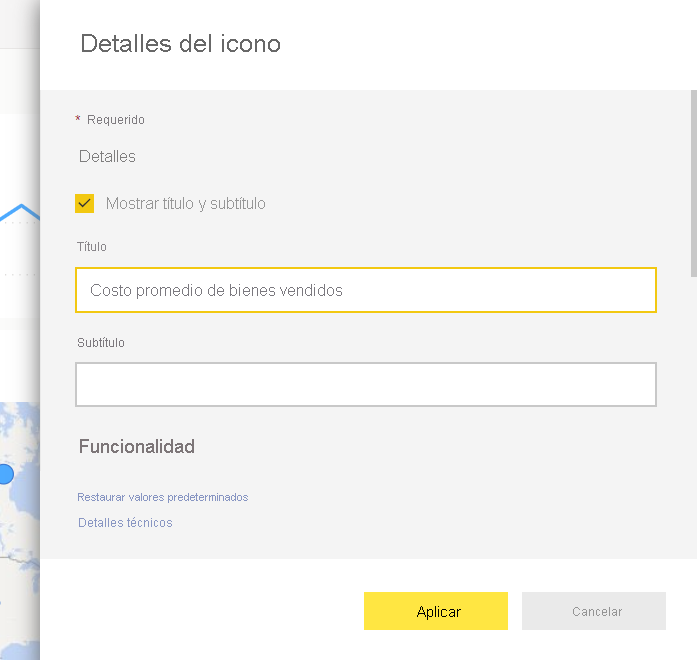 Detalles del icono
* Requerido
Detalles
Mostrar título y subtítulo
Título
Costo promedio de bienes vendidos
Subtítulo
Funcionalidad
Restaurar valores predeterminados
Detalles técnicos
Aplicar
Cancelar